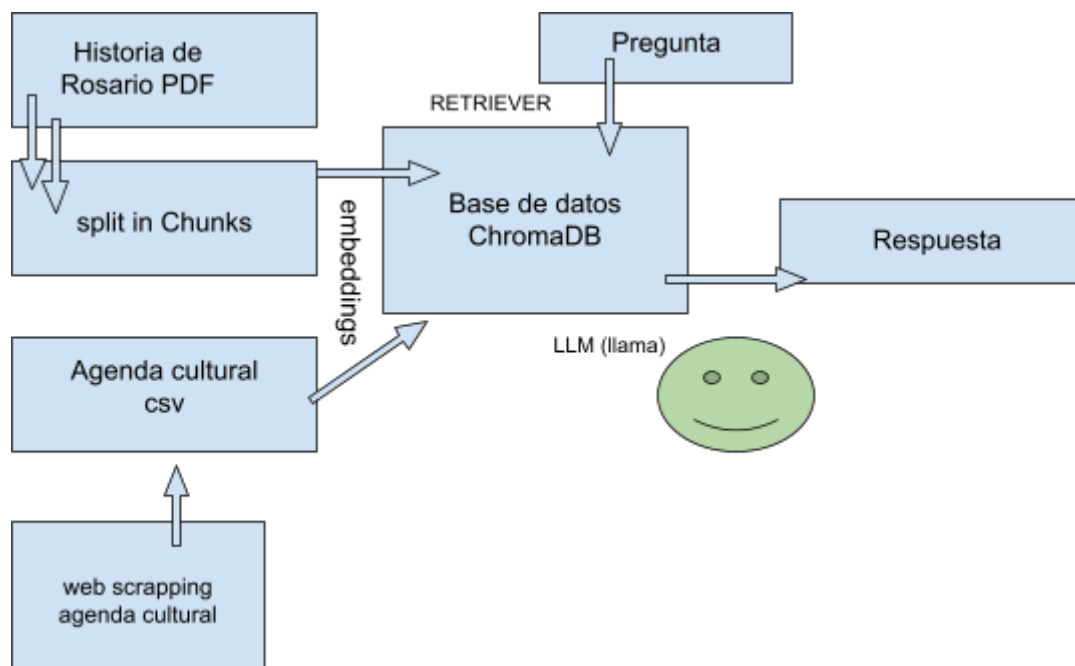 Historia de
Rosario PDF
Pregunta
RETRIEVER
split in Chunks
embeddings
Base de datos
ChromaDB
Respuesta
LLM (llama)
Agenda cultural
csv
web scrapping
agenda cultural